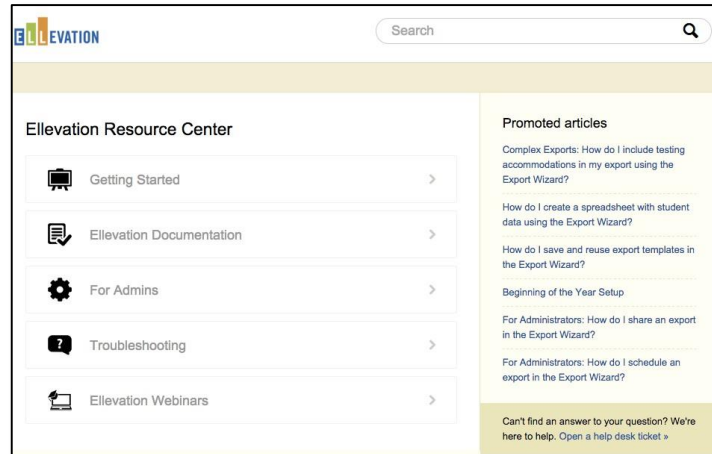 ELLEVATION
Search
Ellevation Resource Center
Getting Started
Ellevation Documentation
For Admins
?
Troubleshooting
Ellevation Webinars
Promoted articles
Complex Exports: How do I include testing
accommodations in my export using the
Export Wizard?
How do I create a spreadsheet with student
data using the Export Wizard?
How do I save and reuse export templates in
the Export Wizard?
Beginning of the Year Setup
For Administrators: How do I share an export
in the Export Wizard?
For Administrators: How do I schedule an
export in the Export Wizard?
Can't find an answer to your question? We're
here to help. Open a help desk ticket »